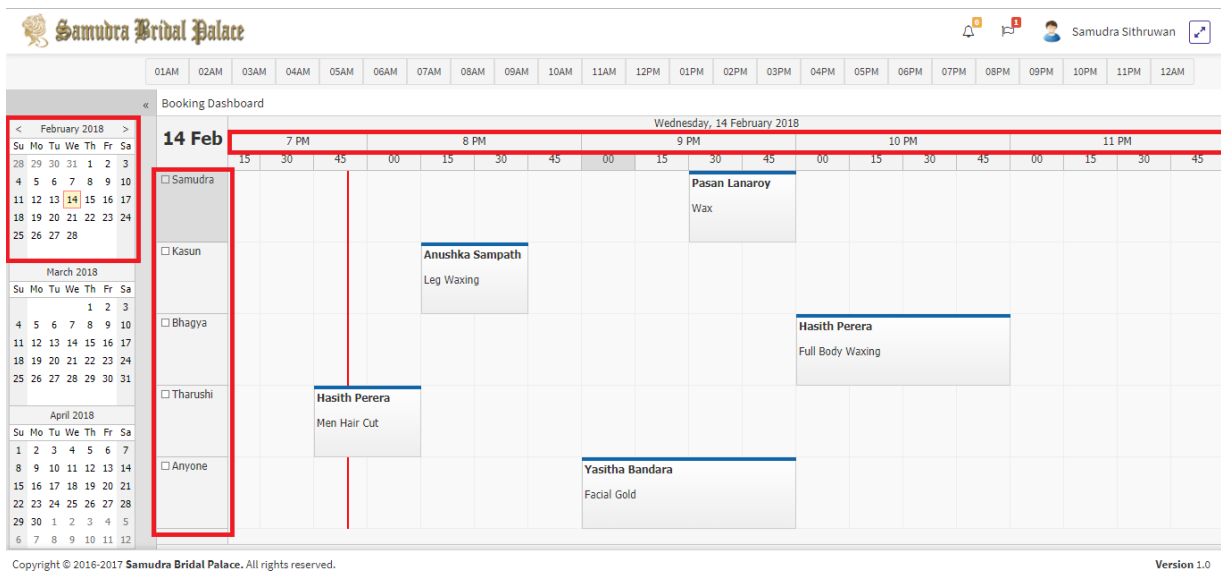 Samudra Bridal Palace
0
1
Samudra Sithruwan
01AM 02AM 03AM 04AM 05AM 06AM 07AM 08AM 09AM 10AM 11AM 12PM 01PM 02PM 03PM 04PM 05PM 06PM 07PM 08PM 09PM 10PM 11PM 12AM
« Booking Dashboard
14 Feb
Wednesday, 14 February 2018
7 PM 8 PM 9 PM 10 PM 11 PM
15 30 45 00 15 30 45 00 15 30 45 00 15 30 45 00 15 30 45
< February 2018 >
Su Mo Tu We Th Fr Sa
28 29 30 31 1 2 3
4 5 6 7 8 9 10
11 12 13 14 15 16 17
18 19 20 21 22 23 24
25 26 27 28
March 2018
Su Mo Tu We Th Fr Sa
1 2 3
4 5 6 7 8 9 10
11 12 13 14 15 16 17
18 19 20 21 22 23 24
25 26 27 28 29 30 31
April 2018
Su Mo Tu We Th Fr Sa
1 2 3 4 5 6 7
8 9 10 11 12 13 14
15 16 17 18 19 20 21
22 23 24 25 26 27 28
29 30 1 2 3 4 5
6 7 8 9 10 11 12
Samudra
Pasan Lanaroy
Wax
Kasun
Anushka Sampath
Leg Waxing
Bhagya
Hasith Perera
Full Body Waxing
Tharushi
Hasith Perera
Men Hair Cut
Anyone
Yasitha Bandara
Facial Gold
Copyright © 2016-2017 Samudra Bridal Palace. All rights reserved.
Version 1.0